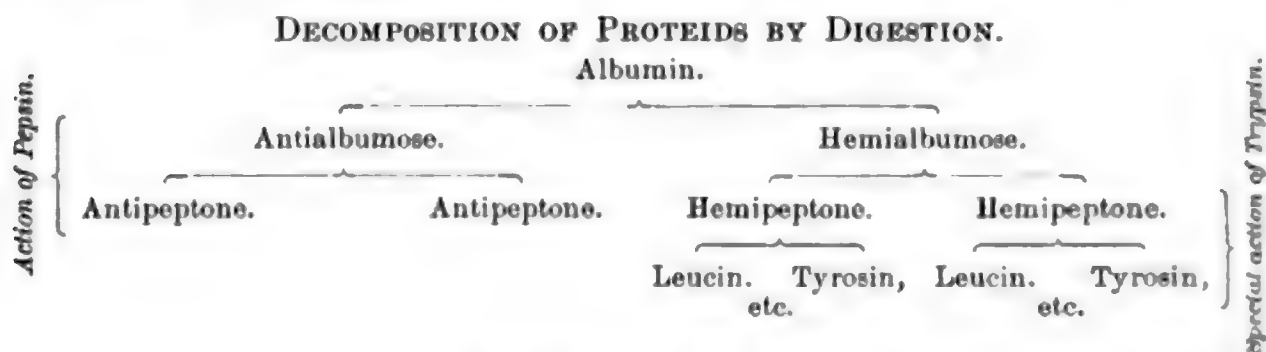 DECOMPOSITION OF PROTEIDS BY DIGESTION.
Albumin.
Action of Pepsin.
Antialbumose. Hemialbumose.
Antipeptone. Antipeptone. Hemipeptone. Hemipeptone.
Leucin. Tyrosin, Leucin. Tyrosin,
etc. etc.
Special action of Trypsin.